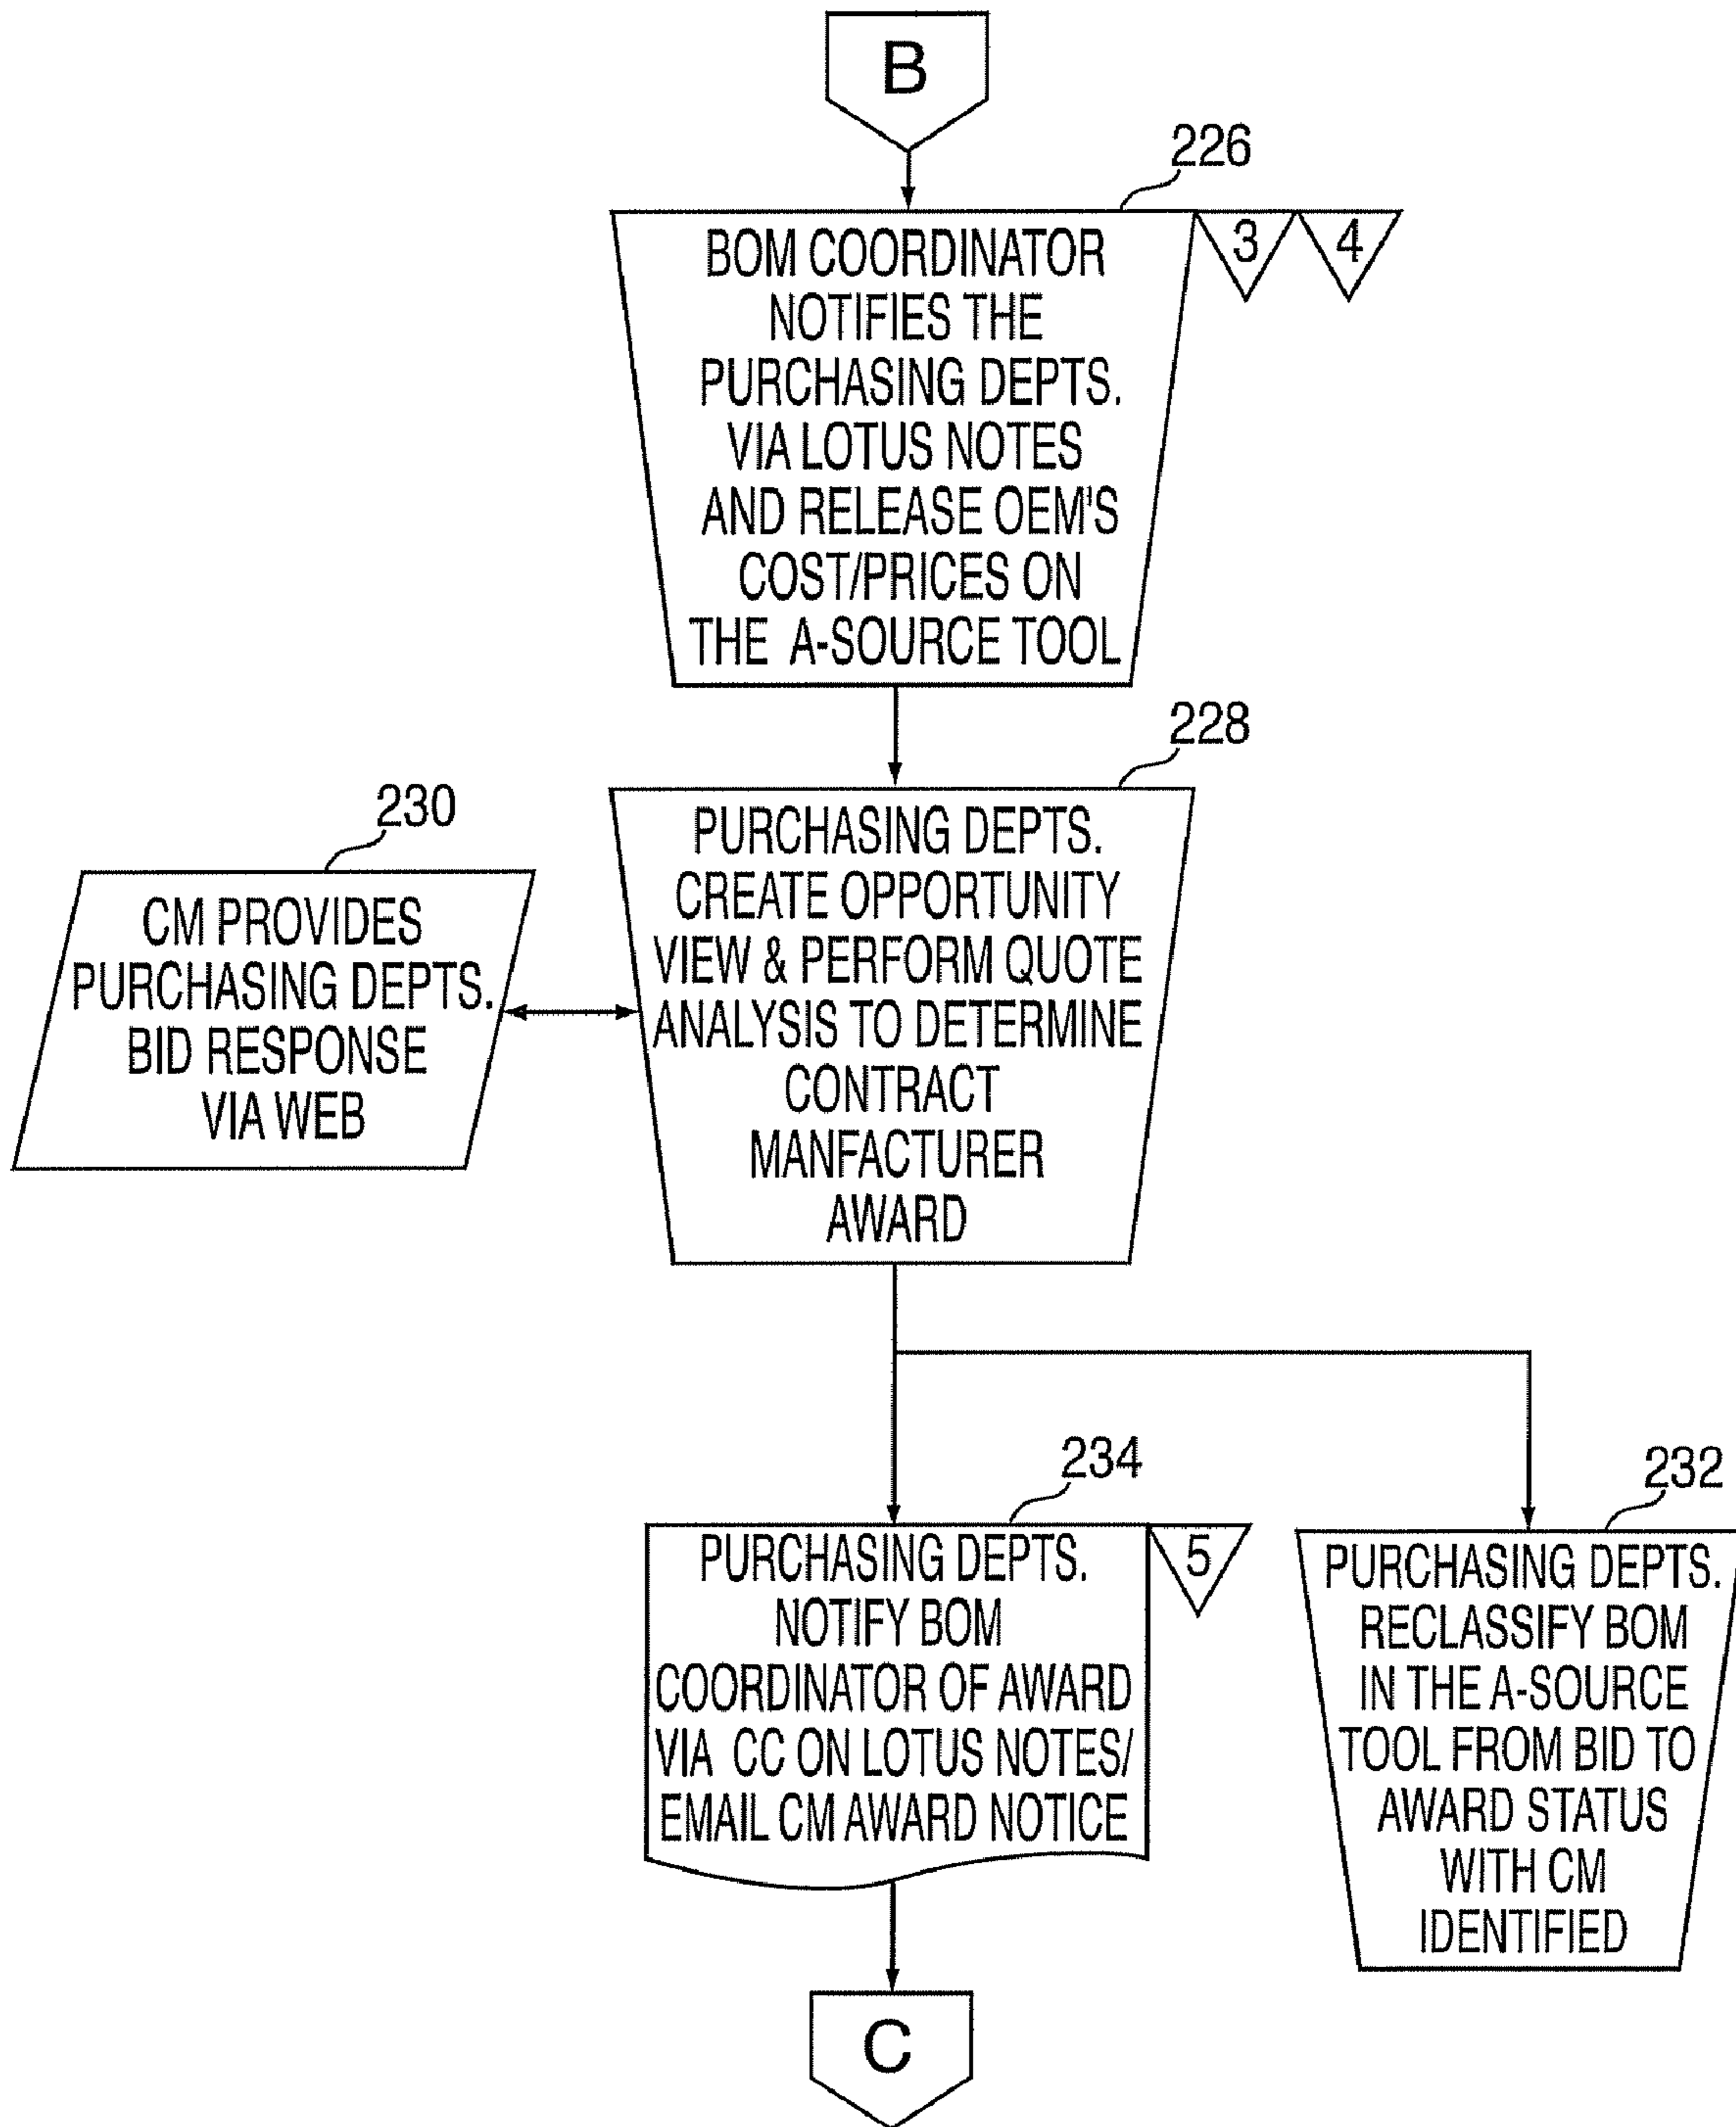 B
226
BOM COORDINATOR
NOTIFIES THE
PURCHASING DEPTS.
VIA LOTUS NOTES
AND RELEASE OEM'S
COST/PRICES ON
THE A-SOURCE TOOL
3
4
228
PURCHASING DEPTS.
CREATE OPPORTUNITY
VIEW & PERFORM QUOTE
ANALYSIS TO DETERMINE
CONTRACT
MANFACTURER
AWARD
230
CM PROVIDES
PURCHASING DEPTS.
BID RESPONSE
VIA WEB
234
PURCHASING DEPTS.
NOTIFY BOM
COORDINATOR OF AWARD
VIA CC ON LOTUS NOTES/
EMAIL CM AWARD NOTICE
5
232
PURCHASING DEPTS.
RECLASSIFY BOM
IN THE A-SOURCE
TOOL FROM BID TO
AWARD STATUS
WITH CM
IDENTIFIED
C